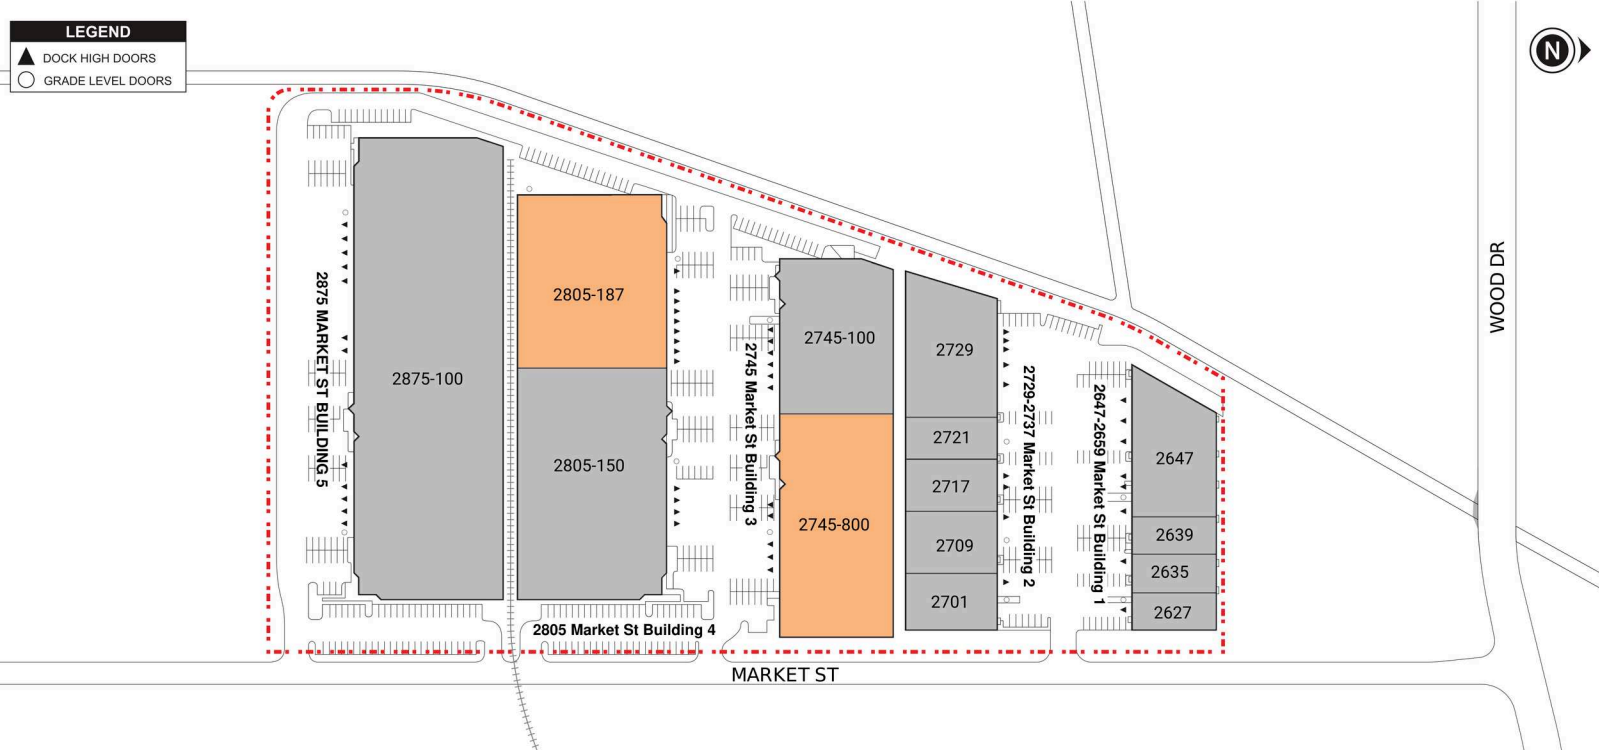 LEGEND
DOCK HIGH DOORS
GRADE LEVEL DOORS
N
WOOD DR
2875 MARKET ST BUILDING 5
2875-100
2805-187
2805-150
2805 Market St Building 4
2745 Market St Building 3
2745-100
2745-800
2729
2721
2717
2709
2701
2729-2737 Market St Building 2
2647-2659 Market St Building 1
2647
2639
2635
2627
MARKET ST